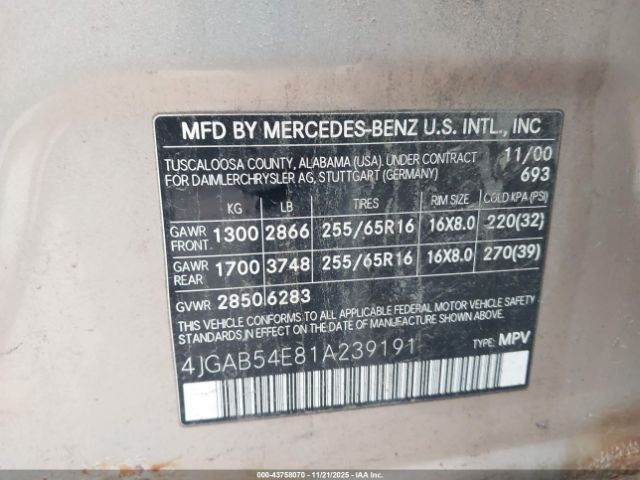 MFD BY MERCEDES-BENZ U.S. INTL., INC
TUSCALOOSA COUNTY, ALABAMA (USA). UNDER CONTRACT 11/00
FOR DAIMLERCHRYSLER AG, STUTTGART (GERMANY) 693
KG LB TIRES RIM SIZE COLD KPA (PSI)
GAWR FRONT 1300 2866 255/65R16 16X8.0 220(32)
GAWR REAR 1700 3748 255/65R16 16X8.0 270(39)
GVWR 2850 6283
THIS VEHICLE CONFORMS TO ALL APPLICABLE FEDERAL MOTOR VEHICLE SAFETY
STANDARDS IN EFFECT ON THE DATE OF MANUFACTURE SHOWN ABOVE.
4JGAB54E81A239191 TYPE: MPV
© -- 43758070 -- 11/21/2025 -- IAA Inc.